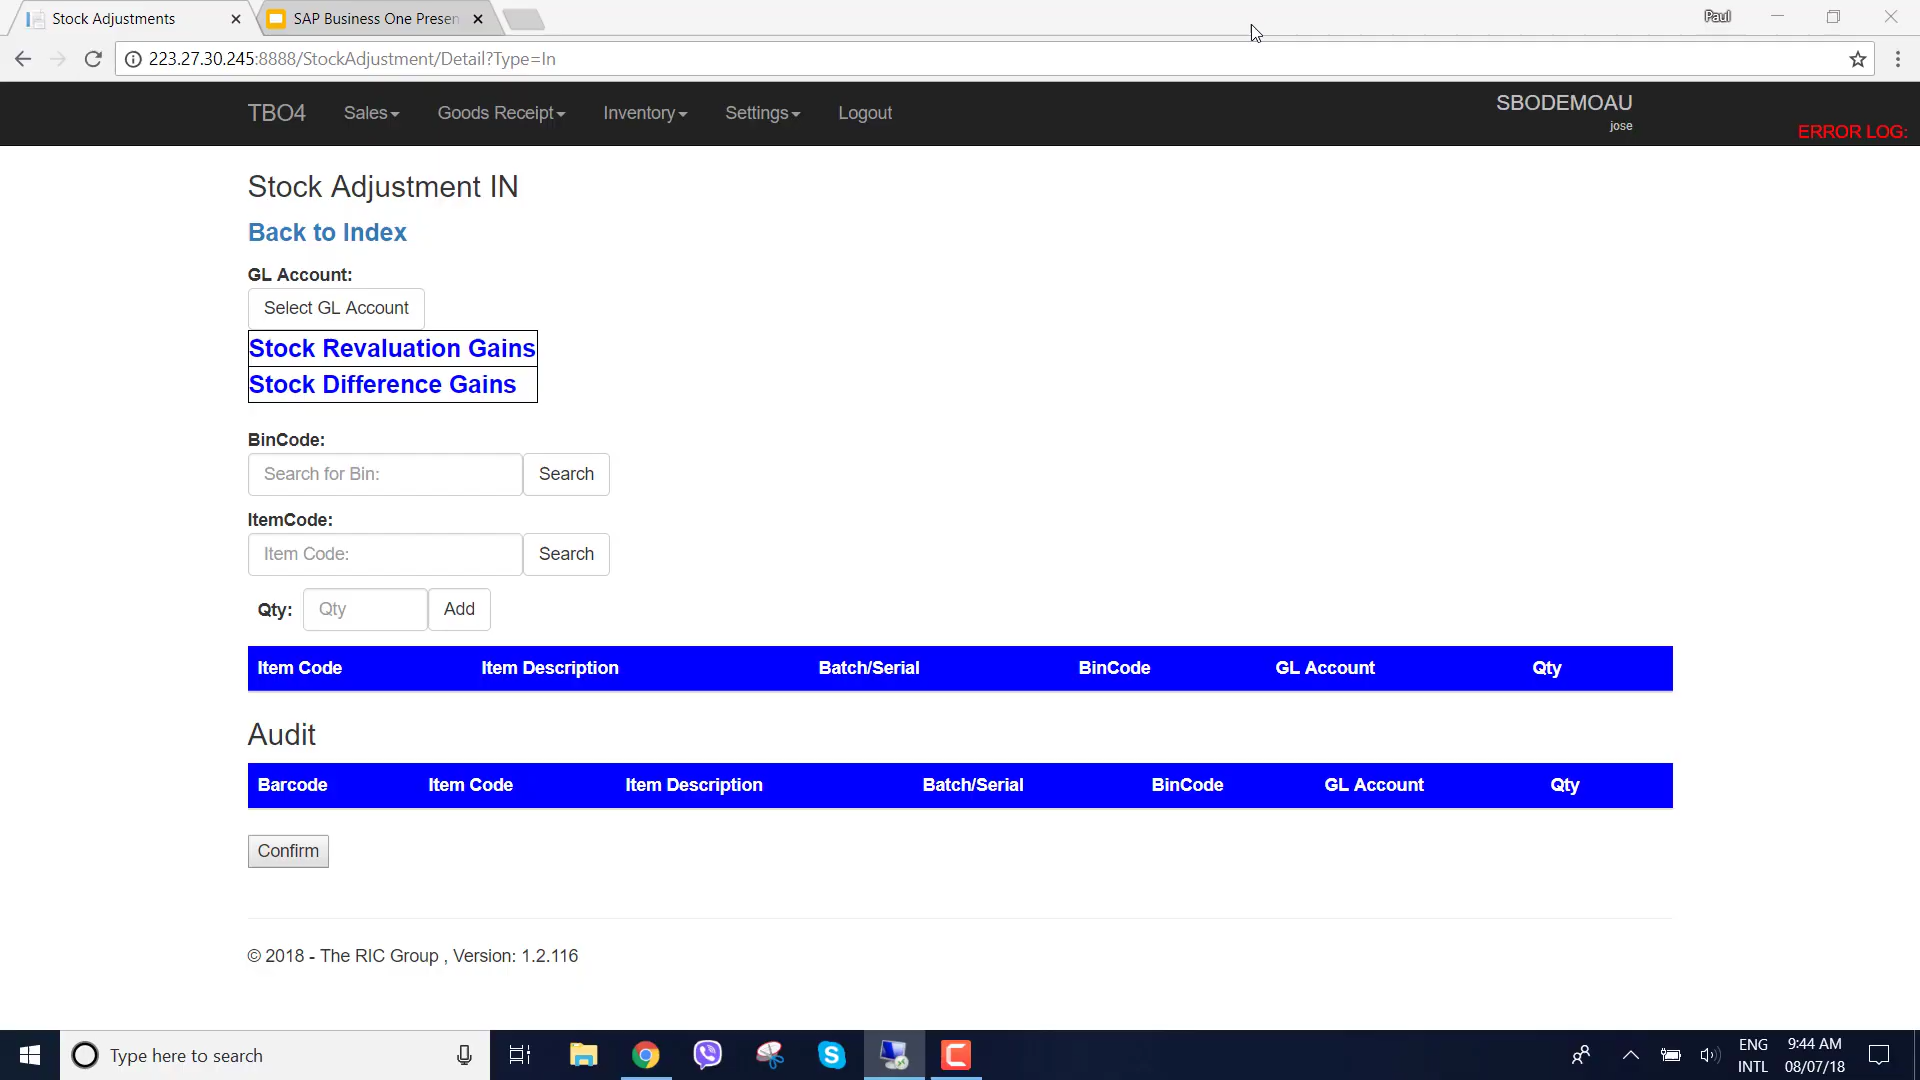 Stock Adjustments
SAP Business One Presen
Paul
223.27.30.245:8888/StockAdjustment/Detail?Type=In
TBO4 Sales Goods Receipt Inventory Settings Logout
SBODEMOAU
jose
ERROR LOG:
Stock Adjustment IN
Back to Index
GL Account:
Select GL Account
Stock Revaluation Gains
Stock Difference Gains
BinCode:
Search for Bin: Search
ItemCode:
Item Code: Search
Qty: Qty Add
Item Code Item Description Batch/Serial BinCode GL Account Qty
Audit
Barcode Item Code Item Description Batch/Serial BinCode GL Account Qty
Confirm
© 2018 - The RIC Group , Version: 1.2.116
Type here to search
ENG
INTL
9:44 AM
08/07/18